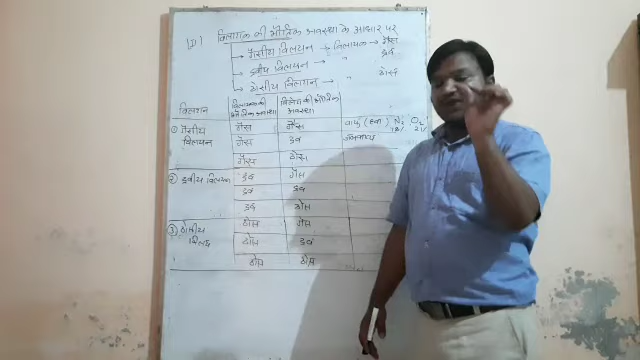 [D] विलायक की भौतिक अवस्था के आधार पर
→ गैसीय विलयन → विलायक → गैस
→ द्रवीय विलयन → " द्रव
→ ठोसीय विलयन → " ठोस
विलयन विलायक की भौतिक अवस्था विलेय की भौतिक अवस्था
① गैसीय विलयन गैस गैस वायु (हवा) N₂ O₂
गैस द्रव जलवाष्प
गैस ठोस
② द्रवीय विलयन द्रव गैस
द्रव द्रव
द्रव ठोस
③ ठोसीय ठोस गैस
ठोस द्रव
ठोस ठोस